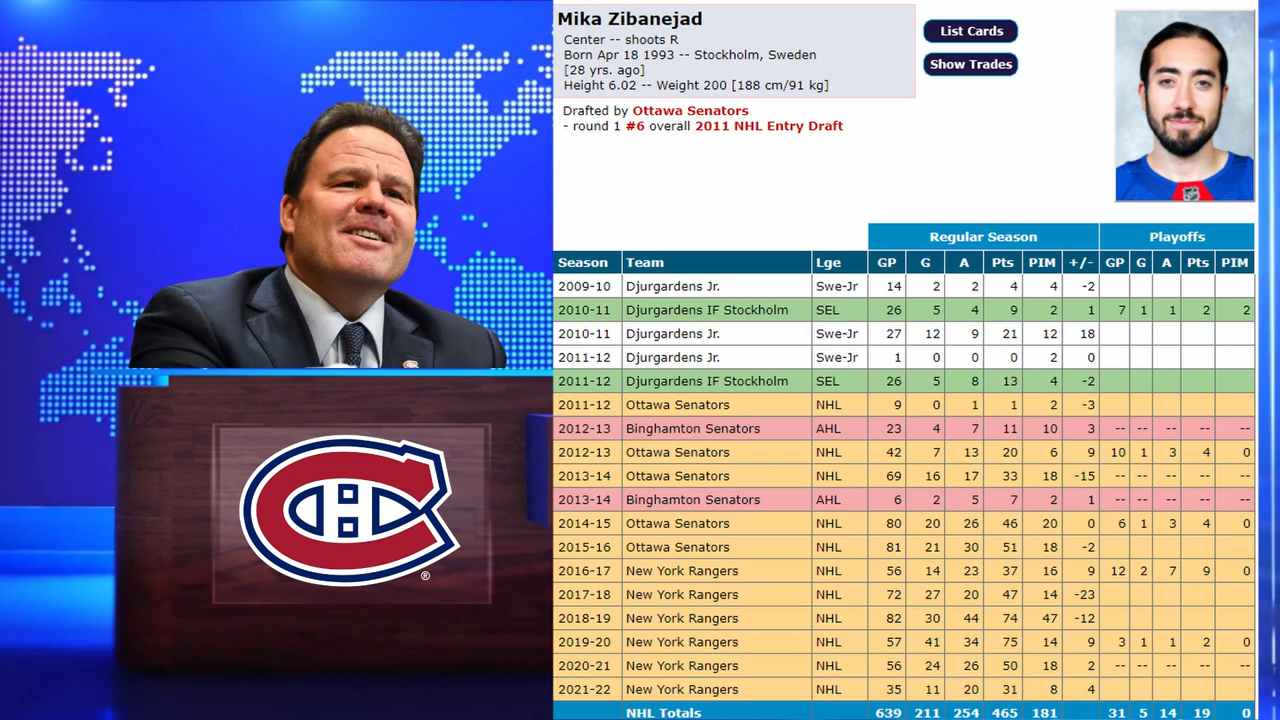 Mika Zibanejad
Center -- shoots R
Born Apr 18 1993 -- Stockholm, Sweden
[28 yrs. ago]
Height 6.02 -- Weight 200 [188 cm/91 kg]
List Cards
Show Trades
Drafted by Ottawa Senators
- round 1 #6 overall 2011 NHL Entry Draft
Regular Season Playoffs
Season Team Lge GP G A Pts PIM +/- GP G A Pts PIM
2009-10 Djurgardens Jr. Swe-Jr 14 2 2 4 4 -2
2010-11 Djurgardens IF Stockholm SEL 26 5 4 9 2 1 7 1 1 2 2
2010-11 Djurgardens Jr. Swe-Jr 27 12 9 21 12 18
2011-12 Djurgardens Jr. Swe-Jr 1 0 0 0 2 0
2011-12 Djurgardens IF Stockholm SEL 26 5 8 13 4 -2
2011-12 Ottawa Senators NHL 9 0 1 1 2 -3
2012-13 Binghamton Senators AHL 23 4 7 11 10 3 -- -- -- -- --
2012-13 Ottawa Senators NHL 42 7 13 20 6 9 10 1 3 4 0
2013-14 Ottawa Senators NHL 69 16 17 33 18 -15 -- -- -- -- --
2013-14 Binghamton Senators AHL 6 2 5 7 2 1 -- -- -- -- --
2014-15 Ottawa Senators NHL 80 20 26 46 20 0 6 1 3 4 0
2015-16 Ottawa Senators NHL 81 21 30 51 18 -2
2016-17 New York Rangers NHL 56 14 23 37 16 9 12 2 7 9 0
2017-18 New York Rangers NHL 72 27 20 47 14 -23
2018-19 New York Rangers NHL 82 30 44 74 47 -12
2019-20 New York Rangers NHL 57 41 34 75 14 9 3 1 1 2 0
2020-21 New York Rangers NHL 56 24 26 50 18 2 -- -- -- -- --
2021-22 New York Rangers NHL 35 11 20 31 8 4
NHL Totals 639 211 254 465 181 31 5 14 19 0
CH
®
NHL